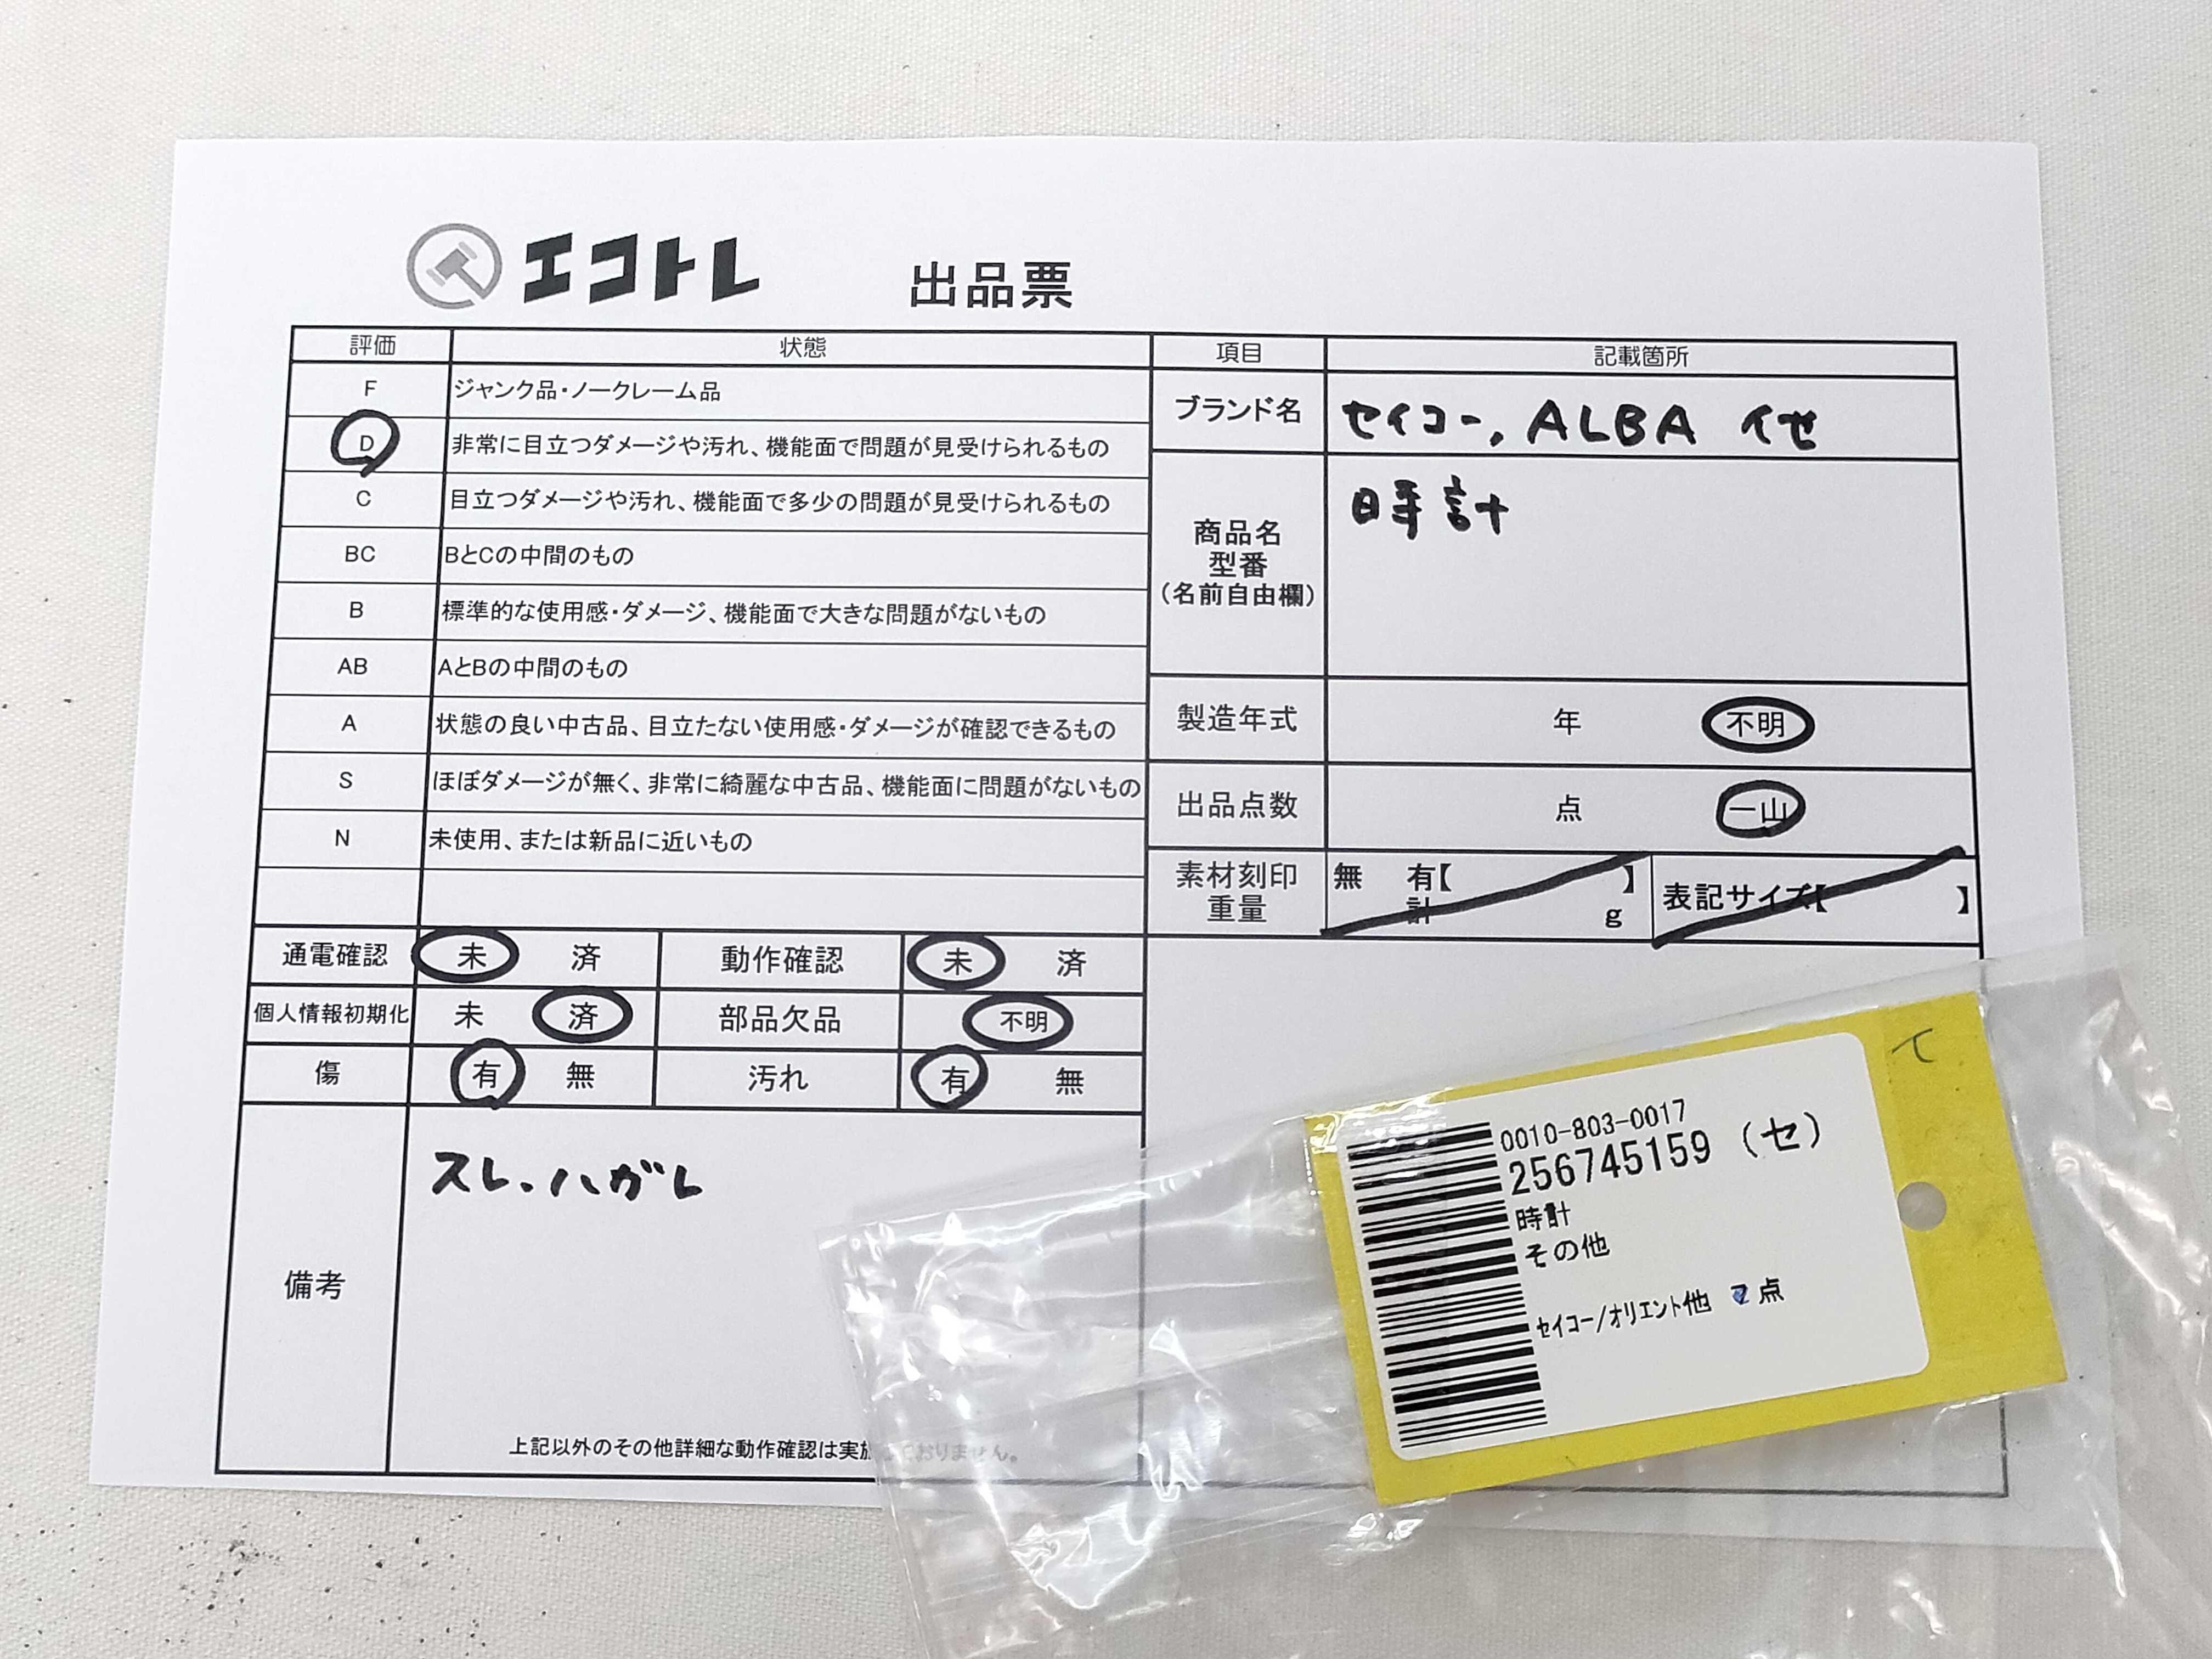 エコトレ 出品票
評価 状態 項目 記載箇所
F ジャンク品・ノークレーム品
D 非常に目立つダメージや汚れ、機能面で問題が見受けられるもの
C 目立つダメージや汚れ、機能面で多少の問題が見受けられるもの
BC BとCの中間のもの
B 標準的な使用感・ダメージ、機能面で大きな問題がないもの
AB AとBの中間のもの
A 状態の良い中古品、目立たない使用感・ダメージが確認できるもの
S ほぼダメージが無く、非常に綺麗な中古品、機能面に問題がないもの
N 未使用、または新品に近いもの
ブランド名 セイコー、ALBA 他
商品名 時計
型番
(名前自由欄)
製造年式 年 不明
出品点数 点 一山
素材刻印 無 有【 】 表記サイズ【 】
重量 計 g
通電確認 未 済 動作確認 未 済
個人情報初期化 未 済 部品欠品 不明
傷 有 無 汚れ 有 無
備考 スレ、ハガレ
上記以外のその他詳細な動作確認は実施しておりません。
0010-803-0017
256745159 (セ)
時計
その他
セイコー/オリエント他 点